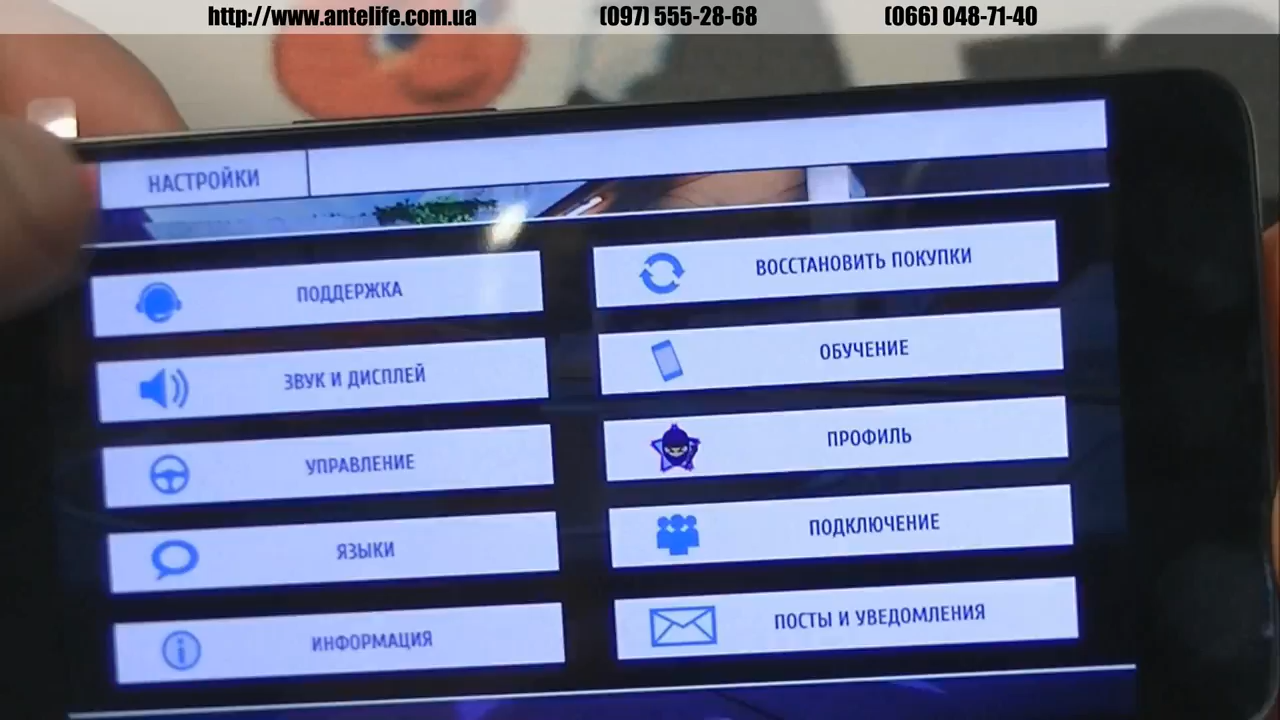 http://www.antelife.com.ua (097) 555-28-68 (066) 048-71-40
НАСТРОЙКИ
ПОДДЕРЖКА
ВОССТАНОВИТЬ ПОКУПКИ
ЗВУК И ДИСПЛЕЙ
ОБУЧЕНИЕ
УПРАВЛЕНИЕ
ПРОФИЛЬ
ЯЗЫКИ
ПОДКЛЮЧЕНИЕ
ИНФОРМАЦИЯ
ПОСТЫ И УВЕДОМЛЕНИЯ